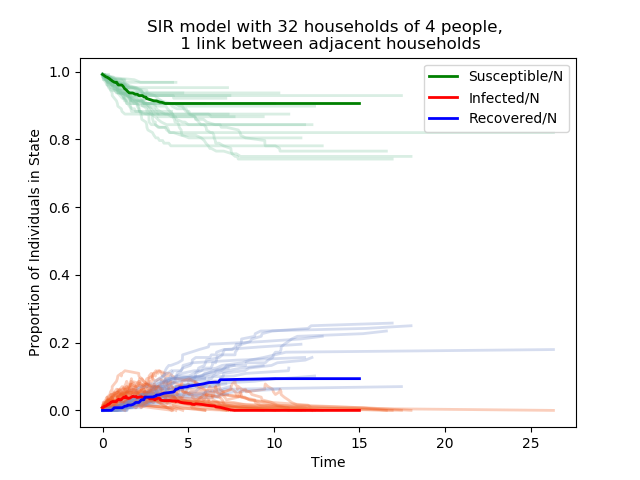 SIR model with 32 households of 4 people,
1 link between adjacent households
1.0
0.8
0.6
0.4
0.2
0.0
Proportion of Individuals in State
Susceptible/N
Infected/N
Recovered/N
0 5 10 15 20 25
Time